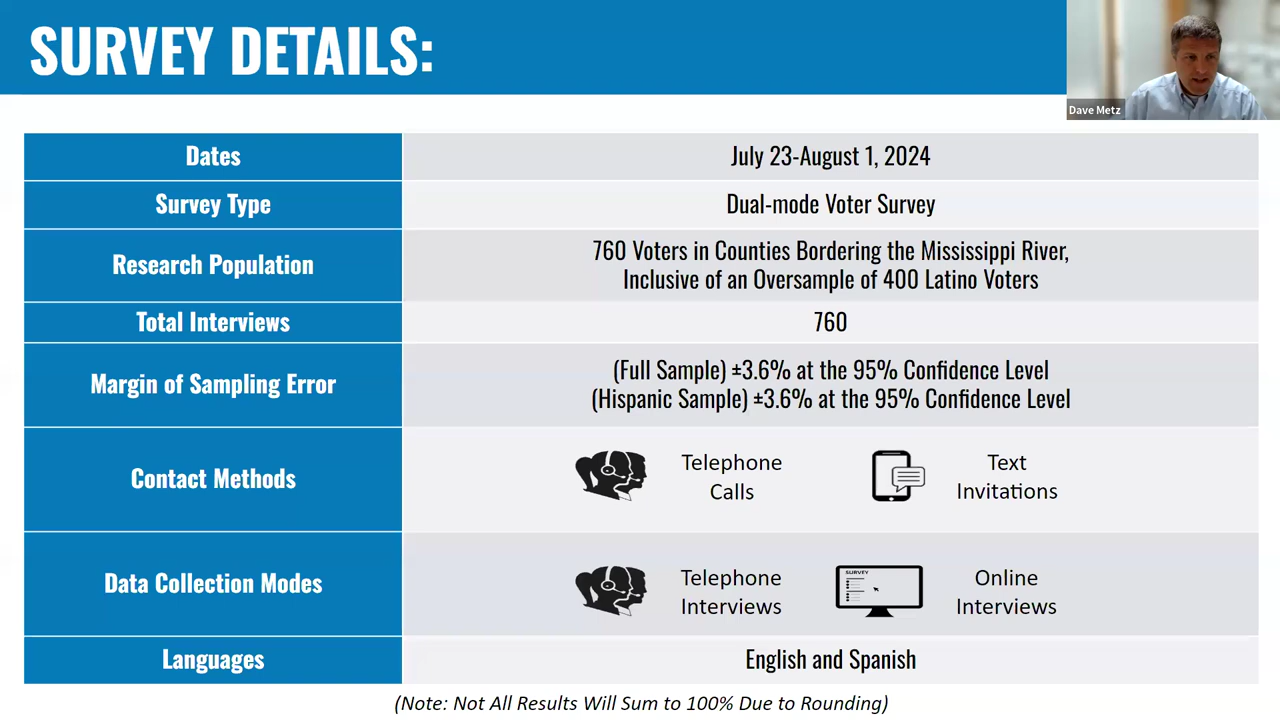 SURVEY DETAILS:
Dave Metz
Dates
July 23-August 1, 2024
Survey Type
Dual-mode Voter Survey
Research Population
760 Voters in Counties Bordering the Mississippi River,
Inclusive of an Oversample of 400 Latino Voters
Total Interviews
760
Margin of Sampling Error
(Full Sample) ±3.6% at the 95% Confidence Level
(Hispanic Sample) ±3.6% at the 95% Confidence Level
Contact Methods
Telephone
Calls
Text
Invitations
Data Collection Modes
Telephone
Interviews
SURVEY
Online
Interviews
Languages
English and Spanish
(Note: Not All Results Will Sum to 100% Due to Rounding)